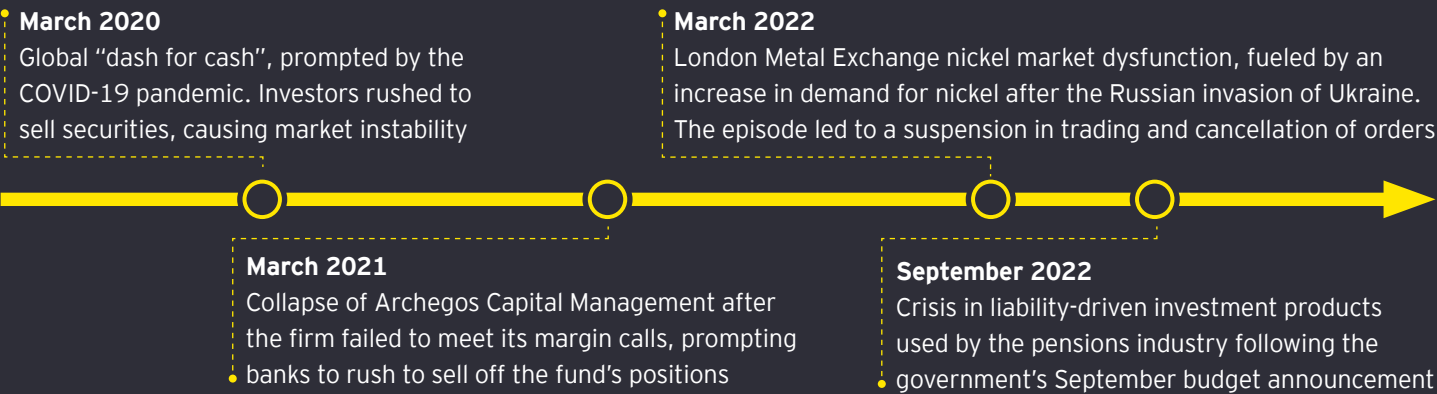 March 2020
Global “dash for cash”, prompted by the
COVID-19 pandemic. Investors rushed to
sell securities, causing market instability
March 2022
London Metal Exchange nickel market dysfunction, fueled by an
increase in demand for nickel after the Russian invasion of Ukraine.
The episode led to a suspension in trading and cancellation of orders
March 2021
Collapse of Archegos Capital Management after
the firm failed to meet its margin calls, prompting
banks to rush to sell off the fund’s positions
September 2022
Crisis in liability-driven investment products
used by the pensions industry following the
government’s September budget announcement